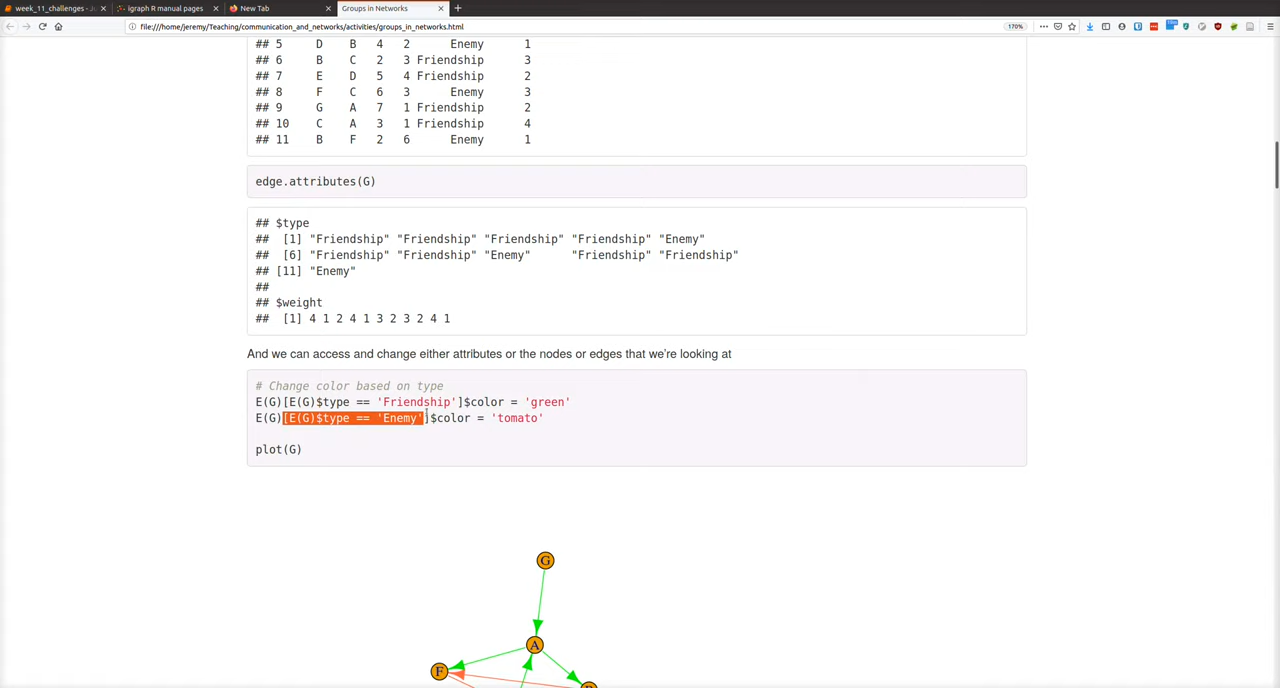 week_11_challenges - Ju
igraph R manual pages
New Tab
Groups in Networks
file:///home/jeremy/Teaching/communication_and_networks/activities/groups_in_networks.html
170%
## 5 D B 4 2 Enemy 1
## 6 B C 2 3 Friendship 3
## 7 E D 5 4 Friendship 2
## 8 F C 6 3 Enemy 3
## 9 G A 7 1 Friendship 2
## 10 C A 3 1 Friendship 4
## 11 B F 2 6 Enemy 1
edge.attributes(G)
## $type
## [1] "Friendship" "Friendship" "Friendship" "Friendship" "Enemy"
## [6] "Friendship" "Friendship" "Enemy" "Friendship" "Friendship"
## [11] "Enemy"
##
## $weight
## [1] 4 1 2 4 1 3 2 3 2 4 1
And we can access and change either attributes or the nodes or edges that we're looking at
# Change color based on type
E(G)[E(G)$type == 'Friendship']$color = 'green'
E(G)[E(G)$type == 'Enemy']$color = 'tomato'
plot(G)
G
A
F